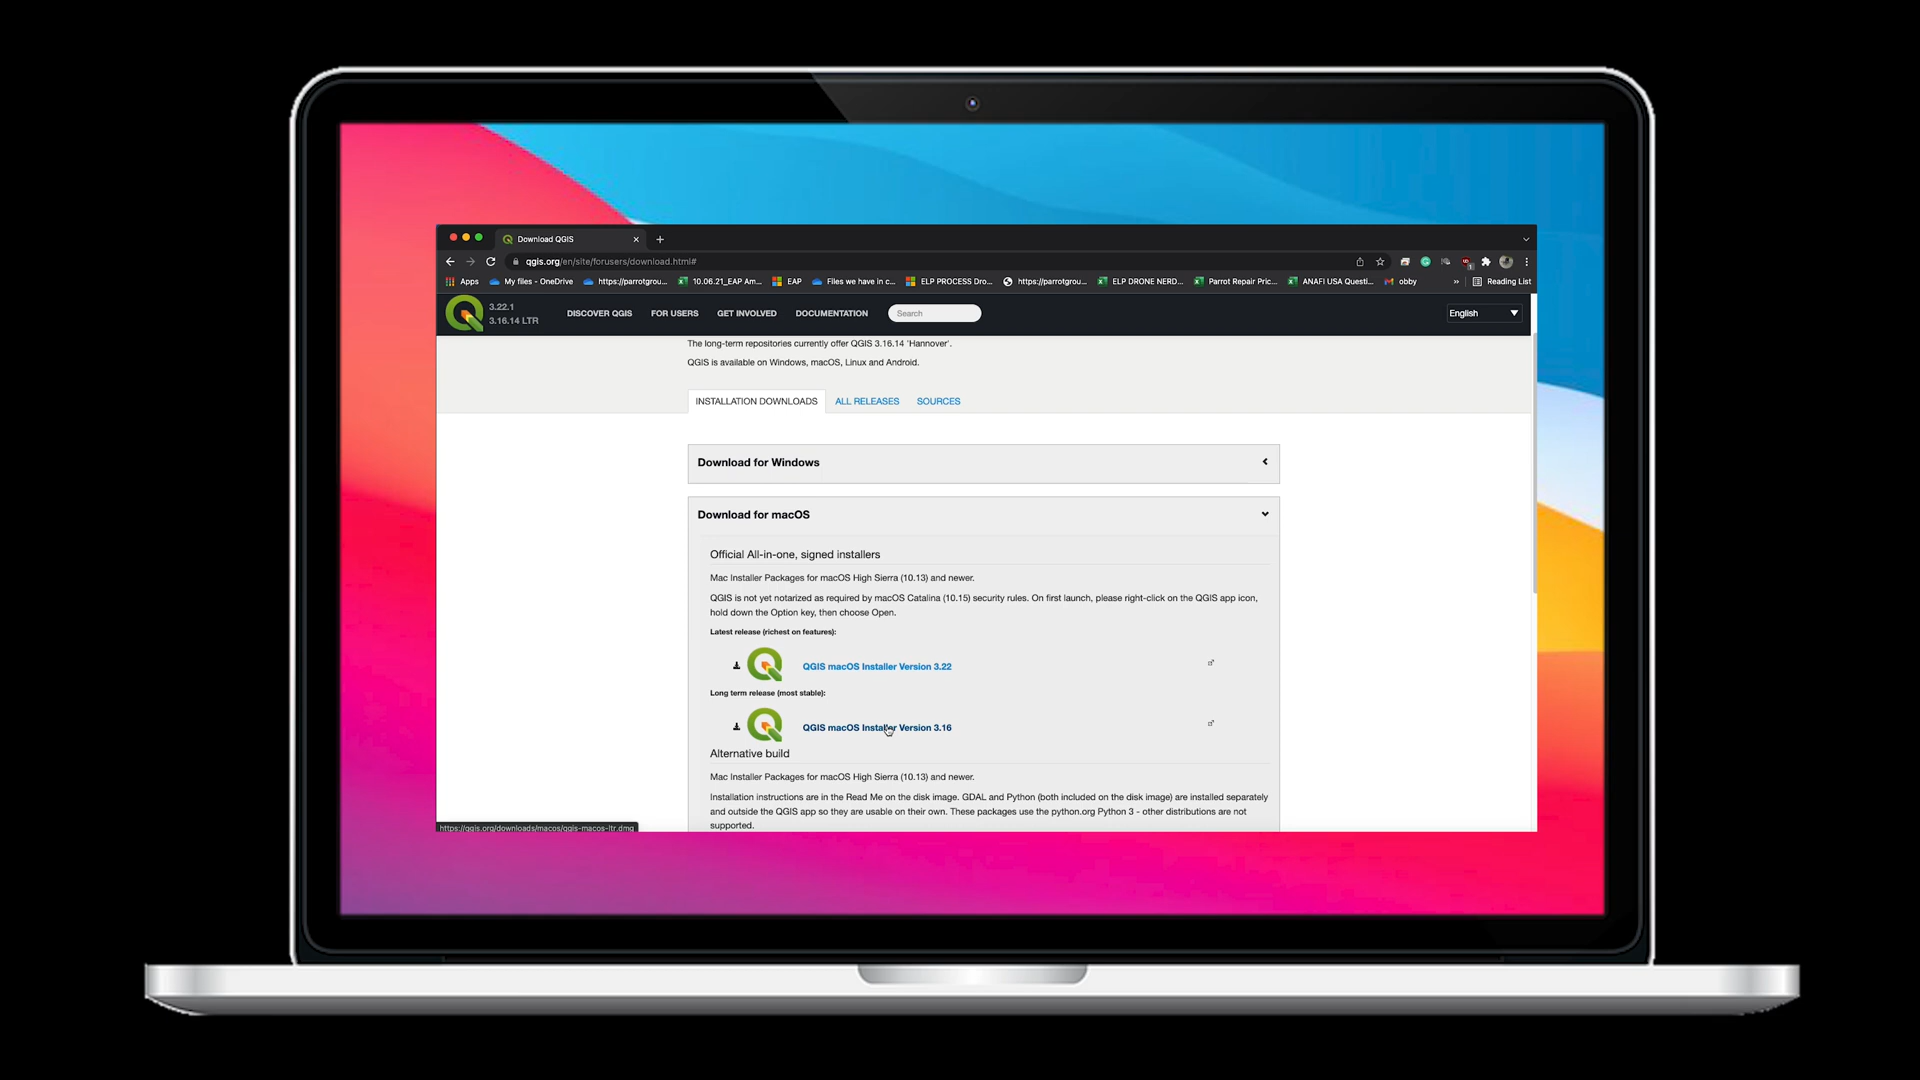 Download QGIS
qgis.org/en/site/forusers/download.html#
Apps My files - OneDrive https://parrotgrou... 10.06.21_EAP Am... EAP Files we have in c... ELP PROCESS Dro... https://parrotgrou... ELP DRONE NERD... Parrot Repair Pric... ANAFI USA Questi... obby » Reading List
3.22.1
3.16.14 LTR
DISCOVER QGIS FOR USERS GET INVOLVED DOCUMENTATION Search English
The long-term repositories currently offer QGIS 3.16.14 'Hannover'.
QGIS is available on Windows, macOS, Linux and Android.
INSTALLATION DOWNLOADS ALL RELEASES SOURCES
Download for Windows
Download for macOS
Official All-in-one, signed installers
Mac Installer Packages for macOS High Sierra (10.13) and newer.
QGIS is not yet notarized as required by macOS Catalina (10.15) security rules. On first launch, please right-click on the QGIS app icon,
hold down the Option key, then choose Open.
Latest release (richest on features):
QGIS macOS Installer Version 3.22
Long term release (most stable):
QGIS macOS Installer Version 3.16
Alternative build
Mac Installer Packages for macOS High Sierra (10.13) and newer.
Installation instructions are in the Read Me on the disk image. GDAL and Python (both included on the disk image) are installed separately
and outside the QGIS app so they are usable on their own. These packages use the python.org Python 3 - other distributions are not
supported.
https://qgis.org/downloads/macos/qgis-macos-ltr.dmg